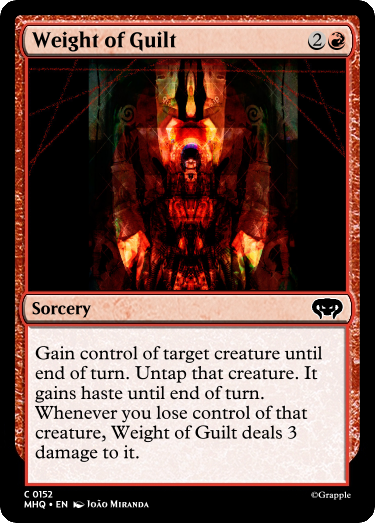 Weight of Guilt 2
Sorcery
Gain control of target creature until
end of turn. Untap that creature. It
gains haste until end of turn.
Whenever you lose control of that
creature, Weight of Guilt deals 3
damage to it.
C 0152
MHQ • EN João Miranda
©Grapple